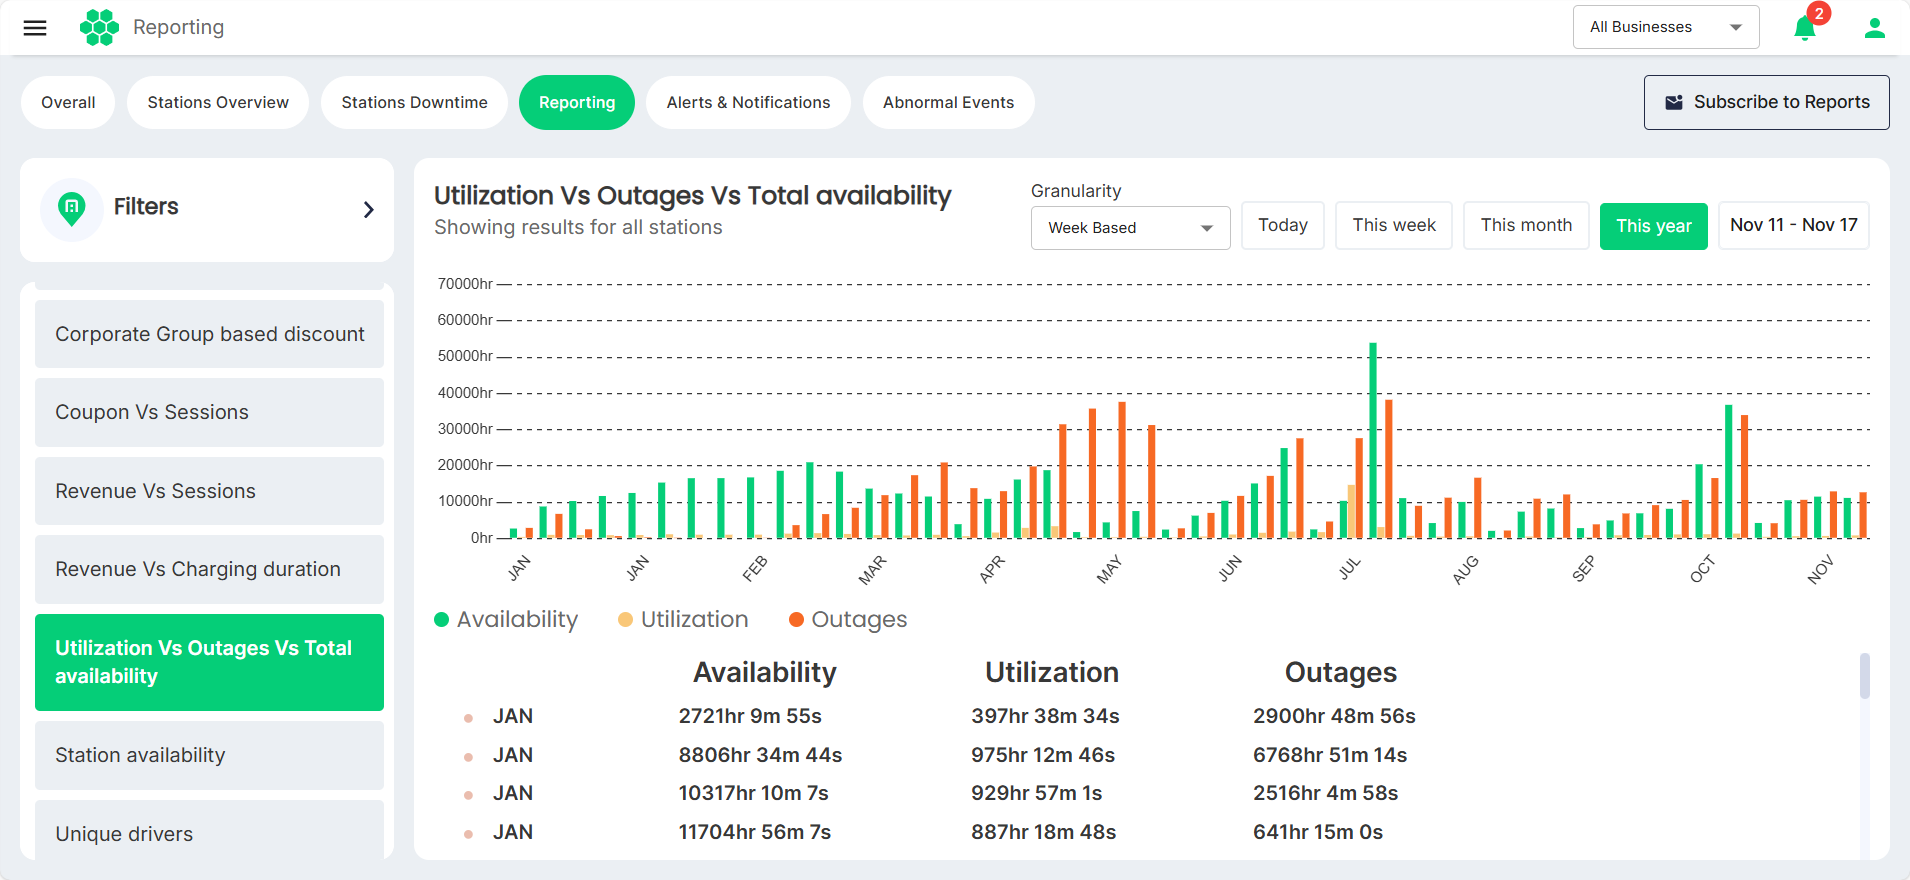 Reporting
All Businesses
2
Overall
Stations Overview
Stations Downtime
Reporting
Alerts & Notifications
Abnormal Events
Subscribe to Reports
Filters
Corporate Group based discount
Coupon Vs Sessions
Revenue Vs Sessions
Revenue Vs Charging duration
Utilization Vs Outages Vs Total
availability
Station availability
Unique drivers
Utilization Vs Outages Vs Total availability
Showing results for all stations
Granularity
Week Based
Today
This week
This month
This year
Nov 11 - Nov 17
70000hr
60000hr
50000hr
40000hr
30000hr
20000hr
10000hr
0hr
JAN JAN FEB MAR APR MAY JUN JUL AUG SEP OCT NOV
Availability Utilization Outages
Availability Utilization Outages
JAN 2721hr 9m 55s 397hr 38m 34s 2900hr 48m 56s
JAN 8806hr 34m 44s 975hr 12m 46s 6768hr 51m 14s
JAN 10317hr 10m 7s 929hr 57m 1s 2516hr 4m 58s
JAN 11704hr 56m 7s 887hr 18m 48s 641hr 15m 0s